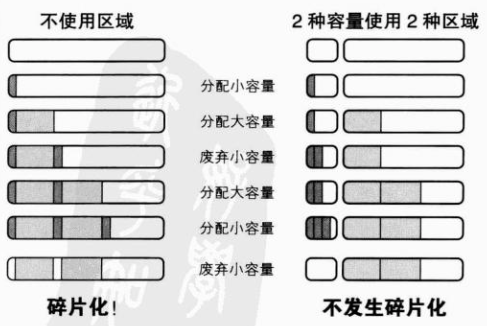 不使用区域
2种容量使用2种区域
分配小容量
分配大容量
废弃小容量
分配大容量
分配小容量
废弃小容量
碎片化！
不发生碎片化